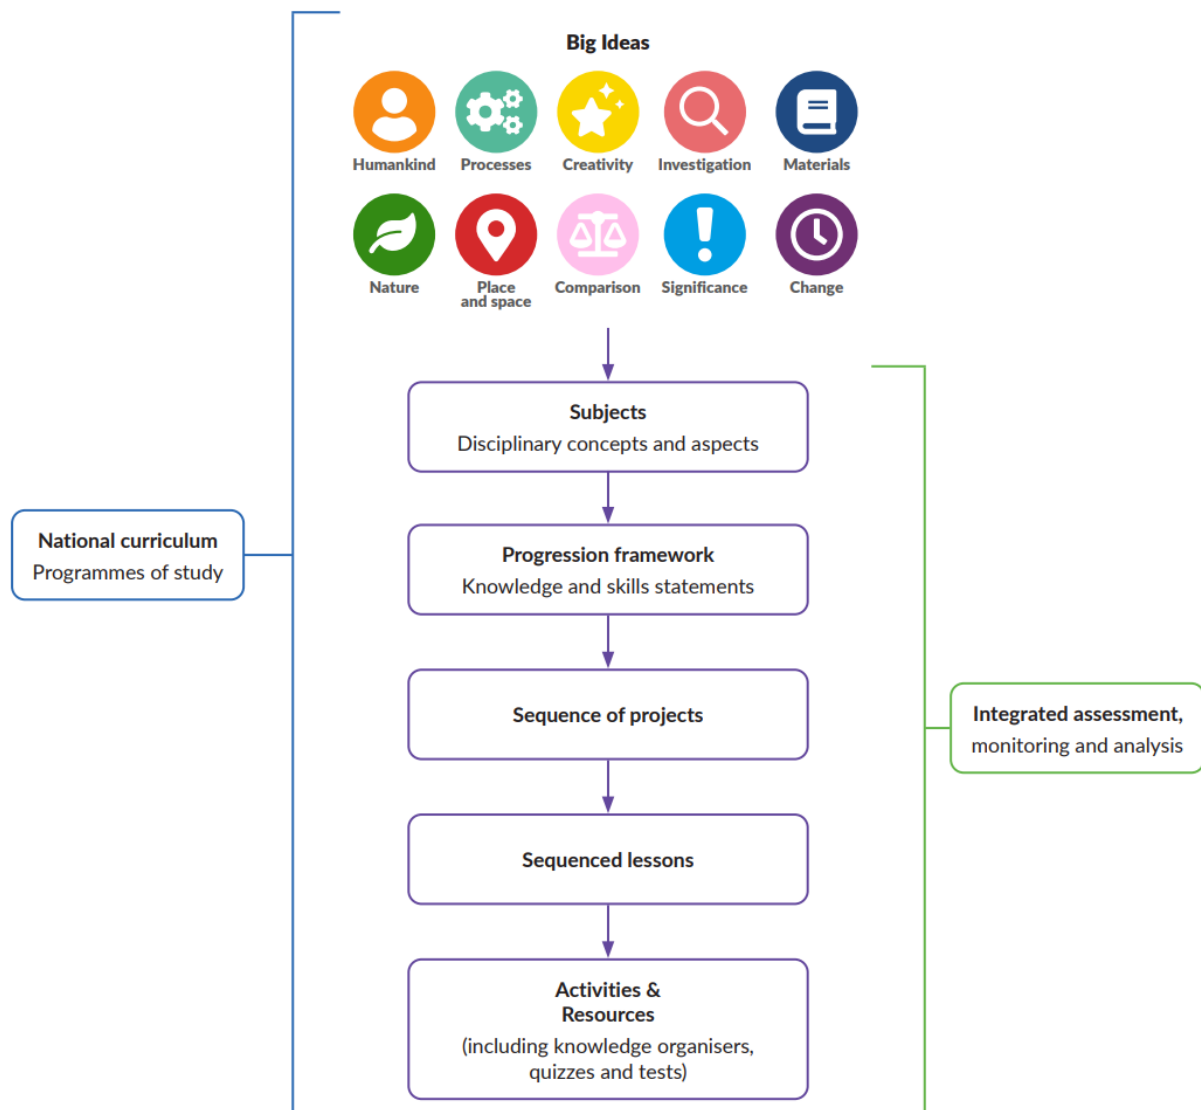 Big Ideas
Humankind
Processes
Creativity
Investigation
Materials
Nature
Place
and space
Comparison
Significance
Change
Subjects
Disciplinary concepts and aspects
National curriculum
Programmes of study
Progression framework
Knowledge and skills statements
Sequence of projects
Integrated assessment,
monitoring and analysis
Sequenced lessons
Activities &
Resources
(including knowledge organisers,
quizzes and tests)